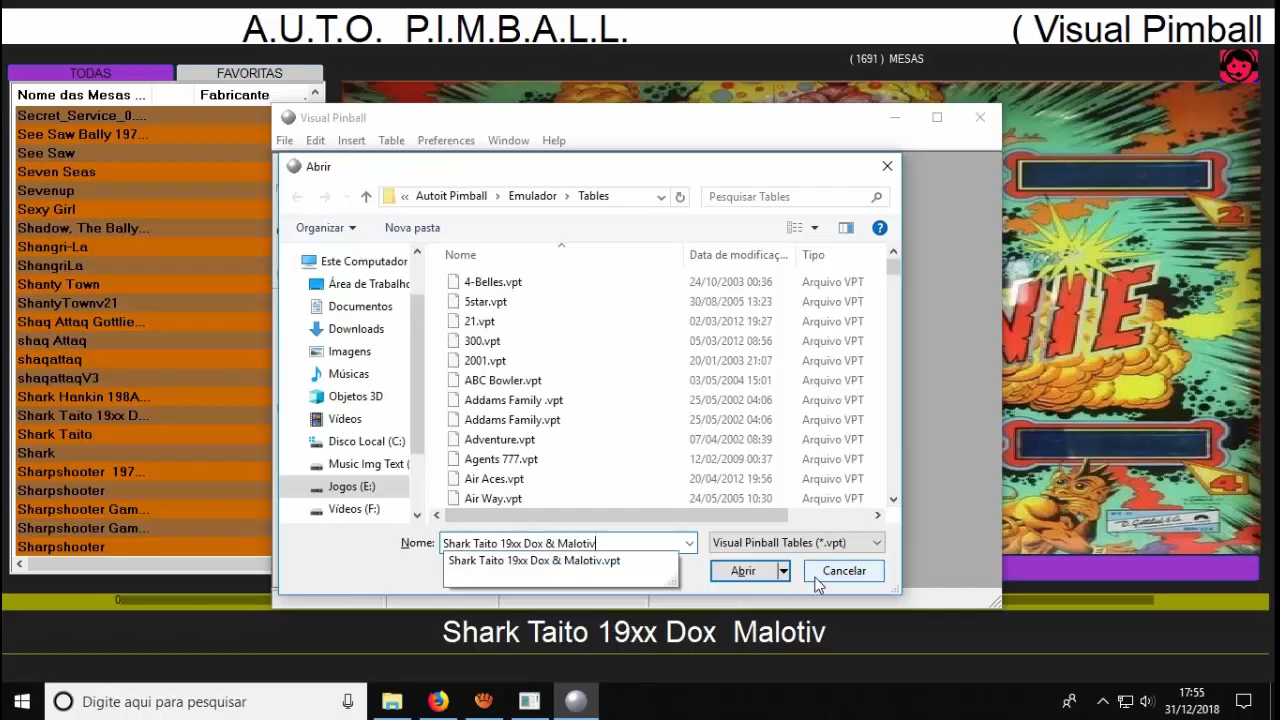 A.U.T.O. P.I.M.B.A.L.L. ( Visual Pimball
( 1691 ) MESAS
TODAS FAVORITAS
Nome das Mesas ... Fabricante
Secret_Service_0....
See Saw Bally 197...
See Saw
Seven Seas
Sevenup
Sexy Girl
Shadow, The Bally...
Shangri-La
ShangriLa
Shanty Town
ShantyTownv21
Shaq Attaq Gottlie...
shaq Attaq
shaqattaq
shaqattaqV3
Shark Hankin 198A...
Shark Taito 19xx D...
Shark Taito
Shark
Sharpshooter 197...
Sharpshooter
Sharpshooter Gam...
Sharpshooter Gam...
Sharpshooter
Visual Pinball
File Edit Insert Table Preferences Window Help
Abrir
« Autoit Pimball Emulador Tables
Pesquisar Tables
Organizar Nova pasta
Este Computador
Área de Trabalho
Documentos
Downloads
Imagens
Músicas
Objetos 3D
Vídeos
Disco Local (C:)
Music Img Text (
Jogos (E:)
Vídeos (F:)
Nome Data de modificaç... Tipo
4-Belles.vpt 24/10/2003 00:36 Arquivo VPT
5star.vpt 30/08/2005 13:23 Arquivo VPT
21.vpt 02/03/2012 19:27 Arquivo VPT
300.vpt 05/03/2012 08:56 Arquivo VPT
2001.vpt 20/01/2003 21:07 Arquivo VPT
ABC Bowler.vpt 03/05/2004 15:01 Arquivo VPT
Addams Family .vpt 25/05/2002 04:06 Arquivo VPT
Addams Family.vpt 25/05/2002 04:06 Arquivo VPT
Adventure.vpt 07/04/2002 08:39 Arquivo VPT
Agents 777.vpt 12/02/2009 00:37 Arquivo VPT
Air Aces.vpt 20/04/2012 19:56 Arquivo VPT
Air Way.vpt 24/05/2005 10:30 Arquivo VPT
Nome: Shark Taito 19xx Dox & Malotiv Visual Pinball Tables (*.vpt)
Shark Taito 19xx Dox & Malotiv.vpt
Abrir Cancelar
NIE
2
4
0
Shark Taito 19xx Dox Malotiv
Digite aqui para pesquisar
17:55
31/12/2018